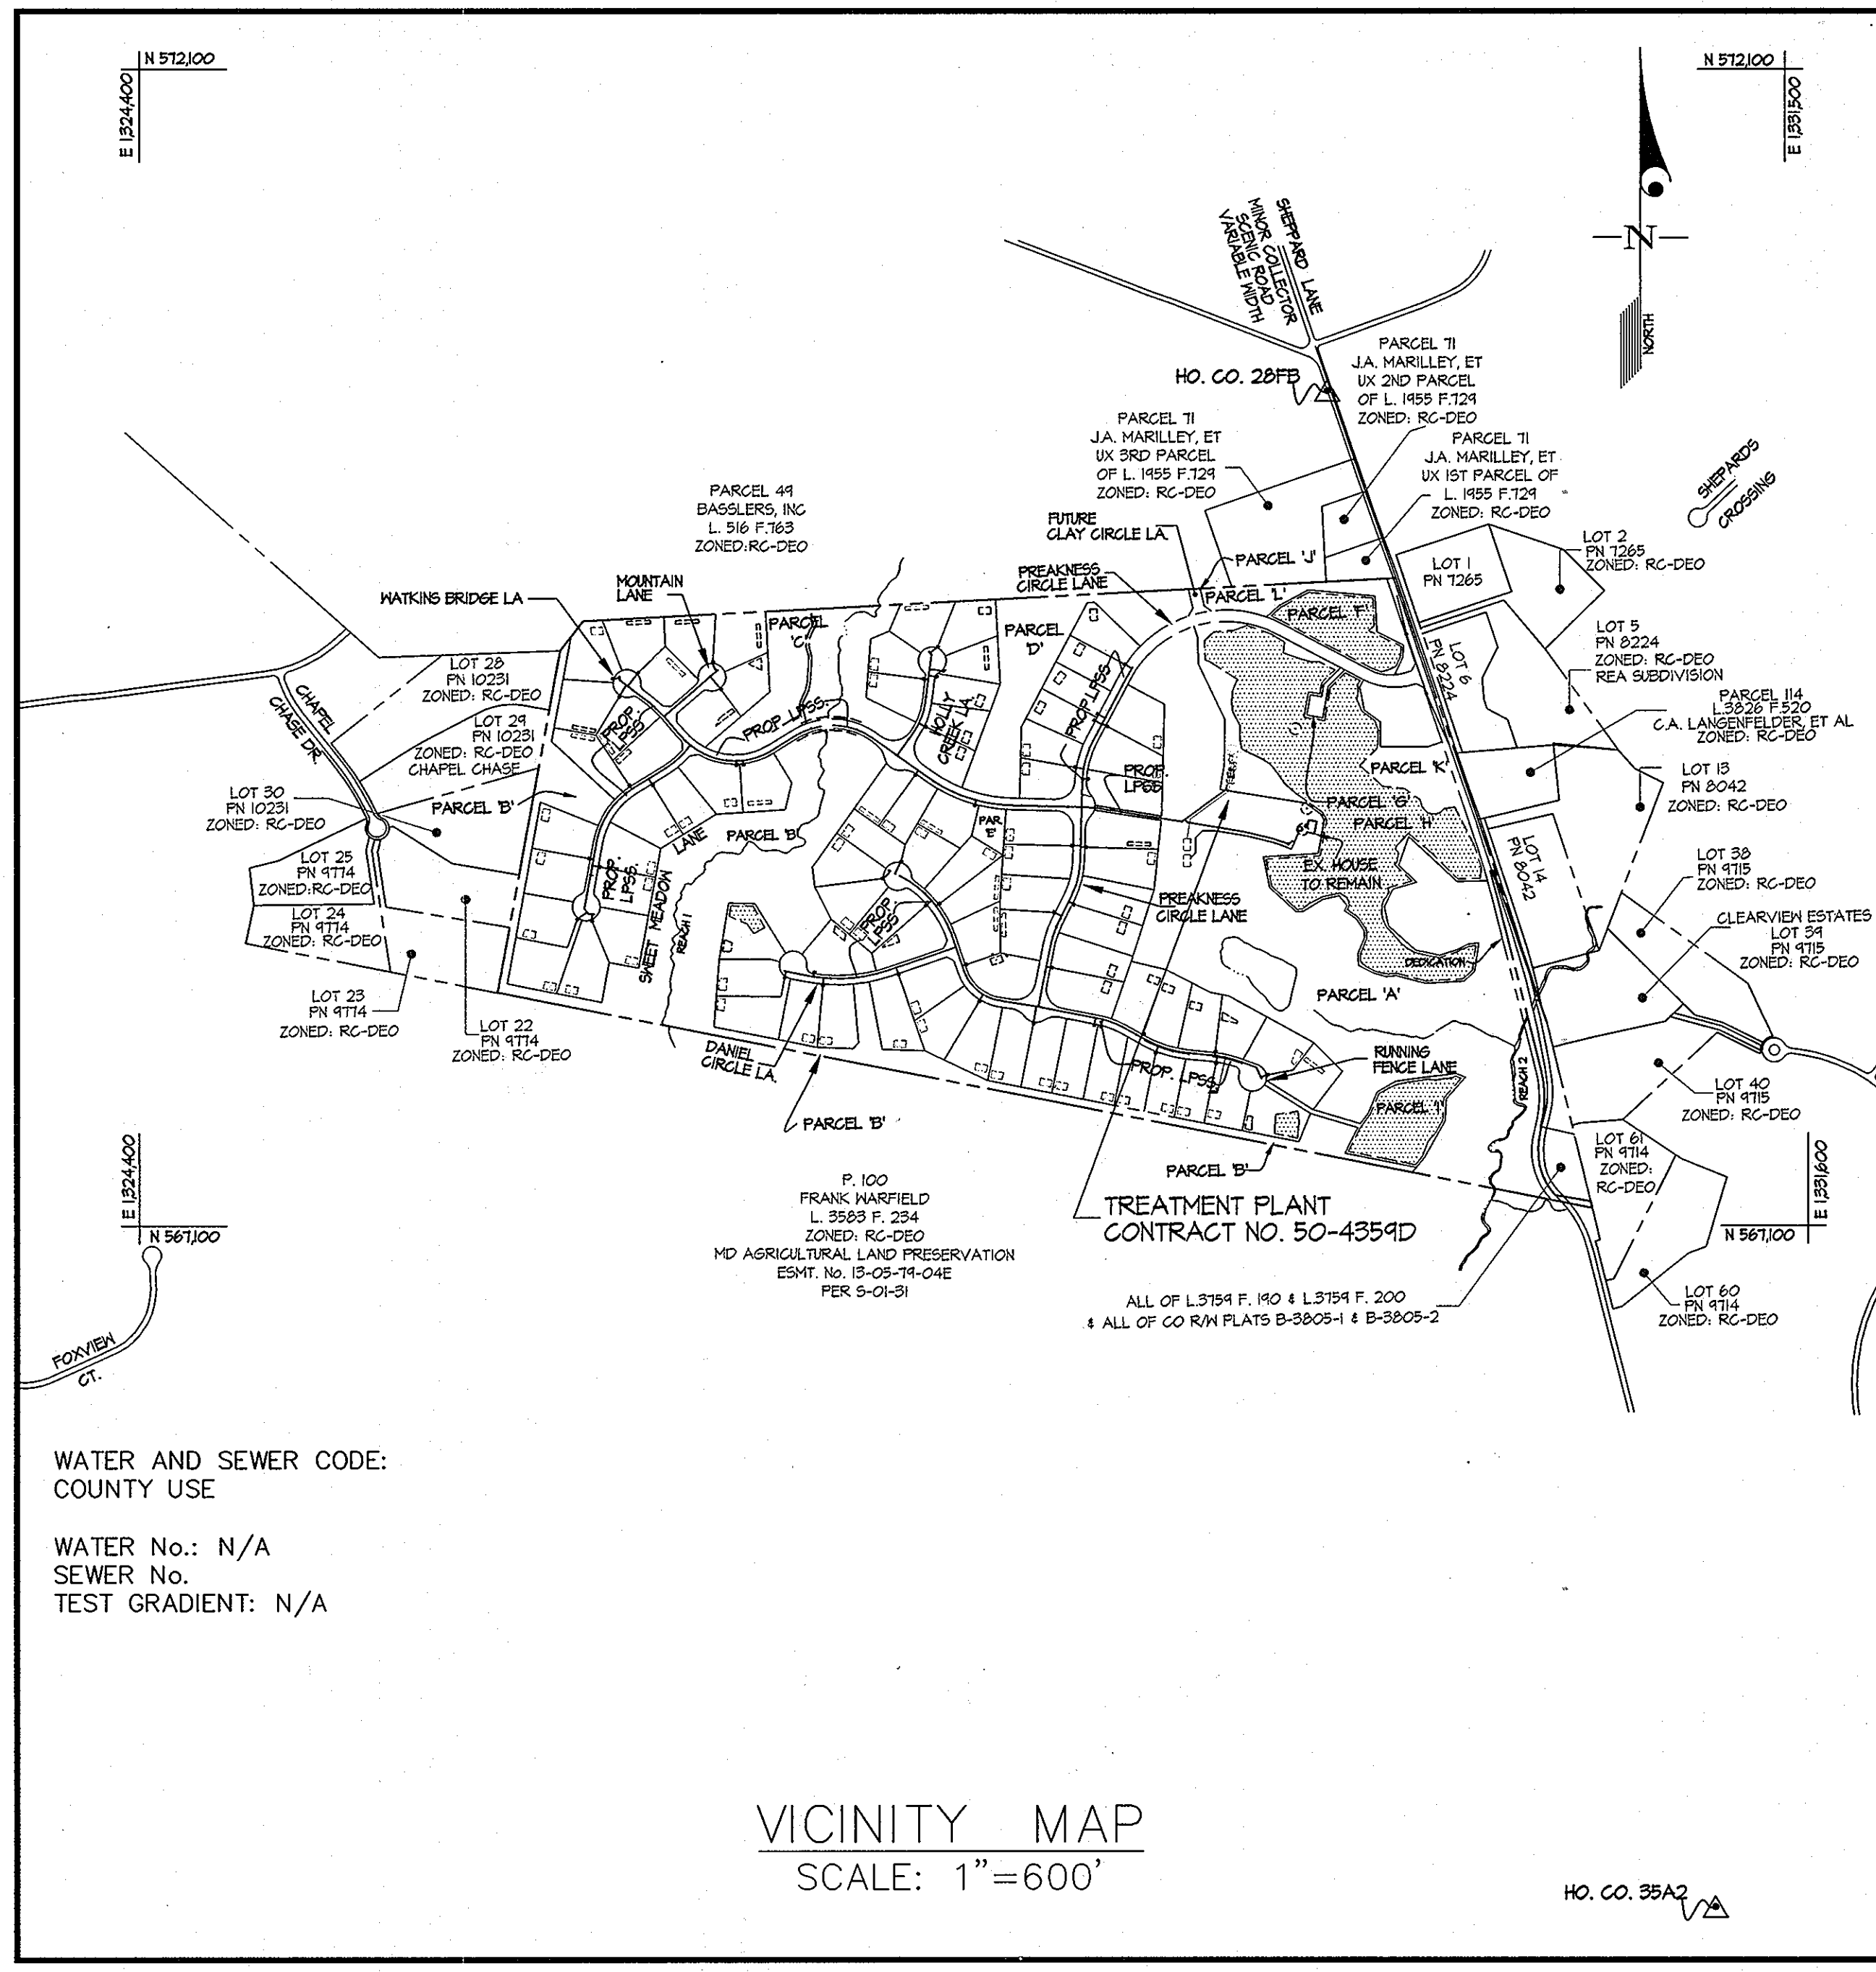 N 572,100
E 1,324,400
N 572,100
E 1,331,500
N
NORTH
SHEPPARD LANE
MINOR COLLECTOR
SCENIC ROAD
VARIABLE WIDTH
HO. CO. 28FB
PARCEL 71
J.A. MARILLEY, ET
UX 2ND PARCEL
OF L. 1955 F.729
ZONED: RC-DEO
PARCEL 71
J.A. MARILLEY, ET
UX 3RD PARCEL
OF L. 1955 F.729
ZONED: RC-DEO
PARCEL 71
J.A. MARILLEY, ET
UX 1ST PARCEL OF
L. 1955 F.729
ZONED: RC-DEO
SHEPARDS
CROSSING
PARCEL 49
BASSLERS, INC
L. 516 F.763
ZONED:RC-DEO
FUTURE
CLAY CIRCLE LA.
PARCEL 'J'
PREAKNESS
CIRCLE LANE
PARCEL 'L'
PARCEL 'F'
LOT 1
PN 7265
LOT 2
PN 7265
ZONED: RC-DEO
LOT 5
PN 8224
ZONED: RC-DEO
REA SUBDIVISION
LOT 6
PN 8224
PARCEL 114
L.3826 F.520
C.A. LANGENFELDER, ET AL
ZONED: RC-DEO
LOT 13
PN 8042
ZONED: RC-DEO
LOT 14
PN 8042
LOT 38
PN 9715
ZONED: RC-DEO
CLEARVIEW ESTATES
LOT 39
PN 9715
ZONED: RC-DEO
LOT 40
PN 9715
ZONED: RC-DEO
LOT 61
PN 9714
ZONED:
RC-DEO
LOT 60
PN 9714
ZONED: RC-DEO
WATKINS BRIDGE LA
MOUNTAIN
LANE
PARCEL
'C'
PARCEL
'D'
LOT 28
PN 10231
ZONED: RC-DEO
LOT 29
PN 10231
ZONED: RC-DEO
CHAPEL CHASE
CHAPEL
CHASE DR.
LOT 30
PN 10231
ZONED: RC-DEO
PARCEL 'B'
LOT 25
PN 9774
ZONED:RC-DEO
LOT 24
PN 9774
ZONED: RC-DEO
LOT 23
PN 9774
ZONED: RC-DEO
LOT 22
PN 9774
ZONED: RC-DEO
PROP.
LPSS.
PROP. LPSS.
HOLLY
CREEK LA.
PROP.LPSS.
PROP.
LPSS
PAR
'E'
PARCEL 'B'
PROP.
LPSS.
SWEET MEADOW
LANE
REACH 1
PROP.
LPSS.
PARCEL 'K'
PARCEL 'G'
PARCEL 'H'
EX. HOUSE
TO REMAIN
PREAKNESS
CIRCLE LANE
DEDICATION
PARCEL 'A'
DANIEL
CIRCLE LA.
PROP. LPSS.
RUNNING
FENCE LANE
PARCEL 'I'
REACH 2
PARCEL 'B'
PARCEL 'B'
TREATMENT PLANT
CONTRACT NO. 50-4359D
P. 100
FRANK WARFIELD
L. 3583 F. 234
ZONED: RC-DEO
MD AGRICULTURAL LAND PRESERVATION
ESMT. No. 13-05-79-04E
PER S-01-31
ALL OF L.3759 F. 190 & L.3759 F. 200
& ALL OF CO R/W PLATS B-3805-1 & B-3805-2
E 1,324,400
N 567,100
E 1,331,600
N 567,100
FOXVIEW
CT.
WATER AND SEWER CODE:
COUNTY USE
WATER No.: N/A
SEWER No.
TEST GRADIENT: N/A
VICINITY MAP
SCALE: 1"=600'
HO. CO. 35A2